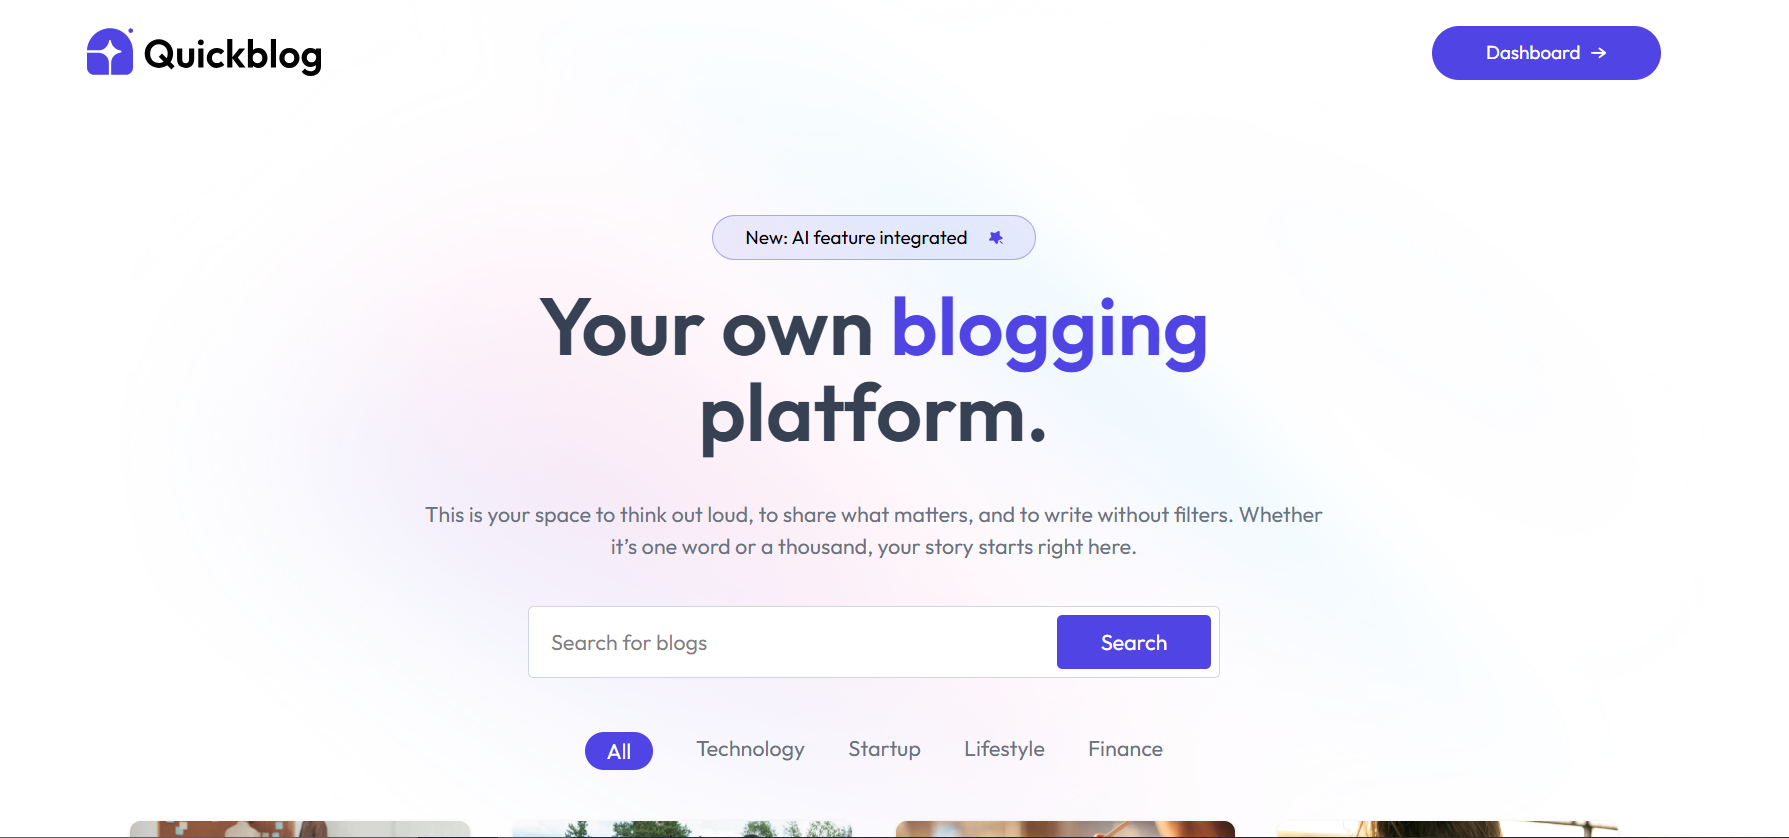 Quickblog
Dashboard →
New: AI feature integrated
Your own blogging
platform.
This is your space to think out loud, to share what matters, and to write without filters. Whether
it's one word or a thousand, your story starts right here.
Search for blogs
Search
All Technology Startup Lifestyle Finance